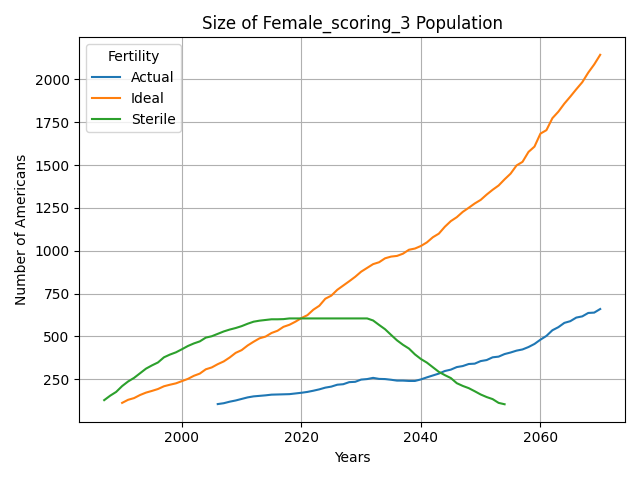 Size of Female_scoring_3 Population
Fertility
Actual
Ideal
Sterile
Number of Americans
2000
1750
1500
1250
1000
750
500
250
2000 2020 2040 2060
Years